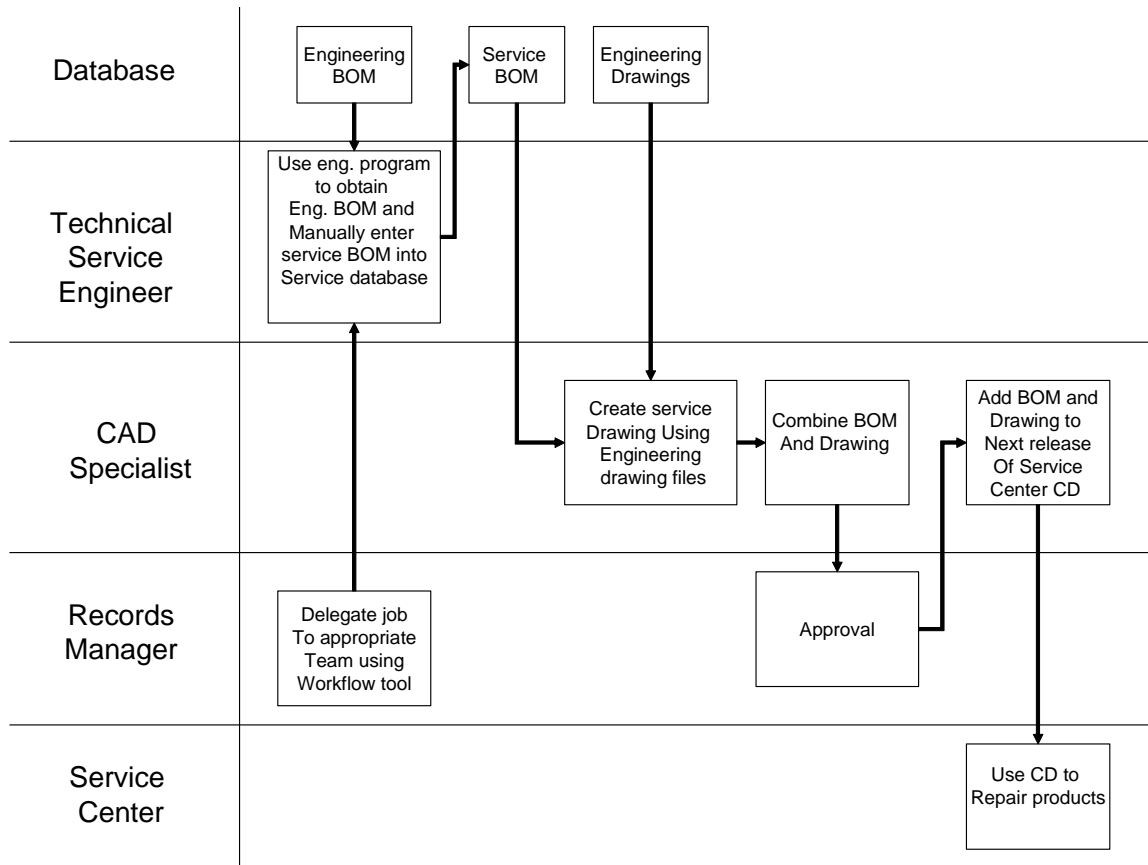 Database
Engineering
BOM
Service
BOM
Engineering
Drawings
Technical
Service
Engineer
Use eng. program
to obtain
Eng. BOM and
Manually enter
service BOM into
Service database
CAD
Specialist
Create service
Drawing Using
Engineering
drawing files
Combine BOM
And Drawing
Add BOM and
Drawing to
Next release
Of Service
Center CD
Records
Manager
Delegate job
To appropriate
Team using
Workflow tool
Approval
Service
Center
Use CD to
Repair products